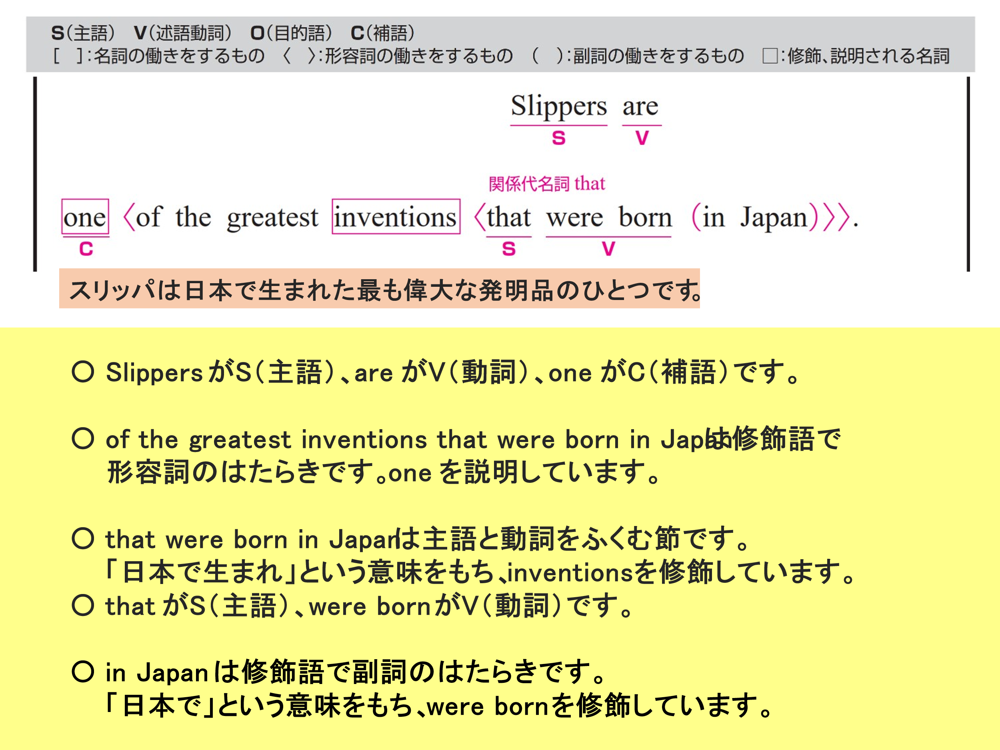 S（主語）　V（述語動詞）　O（目的語）　C（補語）
［　］：名詞の働きをするもの　〈　〉：形容詞の働きをするもの　（　）：副詞の働きをするもの　□：修飾、説明される名詞
Slippers are
S V
関係代名詞 that
one 〈of the greatest inventions 〈that were born (in Japan)〉〉.
C S V
スリッパは日本で生まれた最も偉大な発明品のひとつです。
○ Slippers がS（主語）、are がV（動詞）、one がC（補語）です。
○ of the greatest inventions that were born in Japanは修飾語で
形容詞のはたらきです。one を説明しています。
○ that were born in Japanは主語と動詞をふくむ節です。
「日本で生まれ」という意味をもち、inventionsを修飾しています。
○ that がS（主語）、were bornがV（動詞）です。
○ in Japanは修飾語で副詞のはたらきです。
「日本で」という意味をもち、were bornを修飾しています。